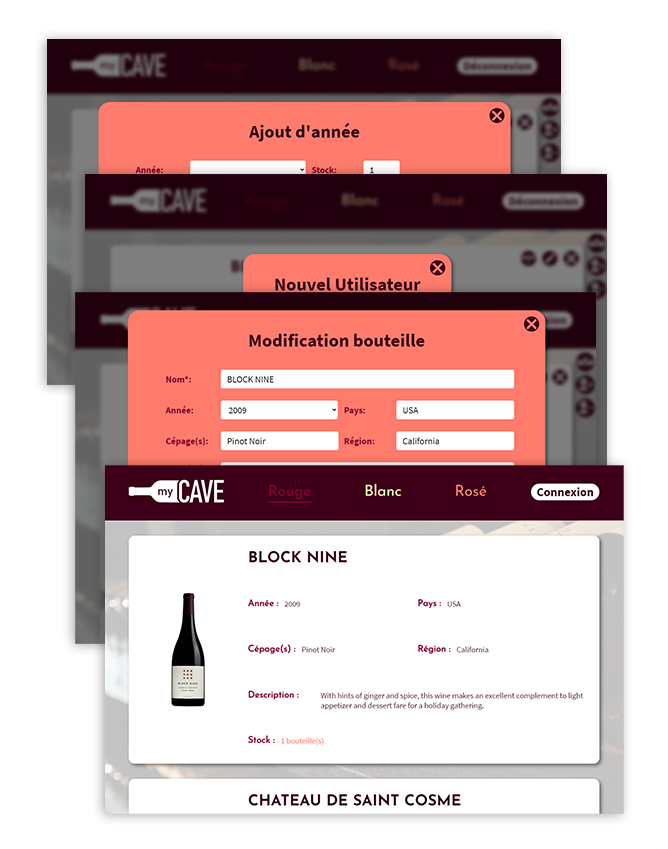 my CAVE Rouge Blanc Rosé Déconnexion
Ajout d'année
Année: Stock: 1
my CAVE Rouge Blanc Rosé Déconnexion
Nouvel Utilisateur
Modification bouteille
Nom*: BLOCK NINE
Année: 2009 Pays: USA
Cépage(s): Pinot Noir Région: California
my CAVE Rouge Blanc Rosé Connexion
BLOCK NINE
Année : 2009 Pays : USA
Cépage(s) : Pinot Noir Région : California
BLOCK NINE
Description : With hints of ginger and spice, this wine makes an excellent complement to light
appetizer and dessert fare for a holiday gathering.
Stock : 1 bouteille(s)
CHATEAU DE SAINT COSME